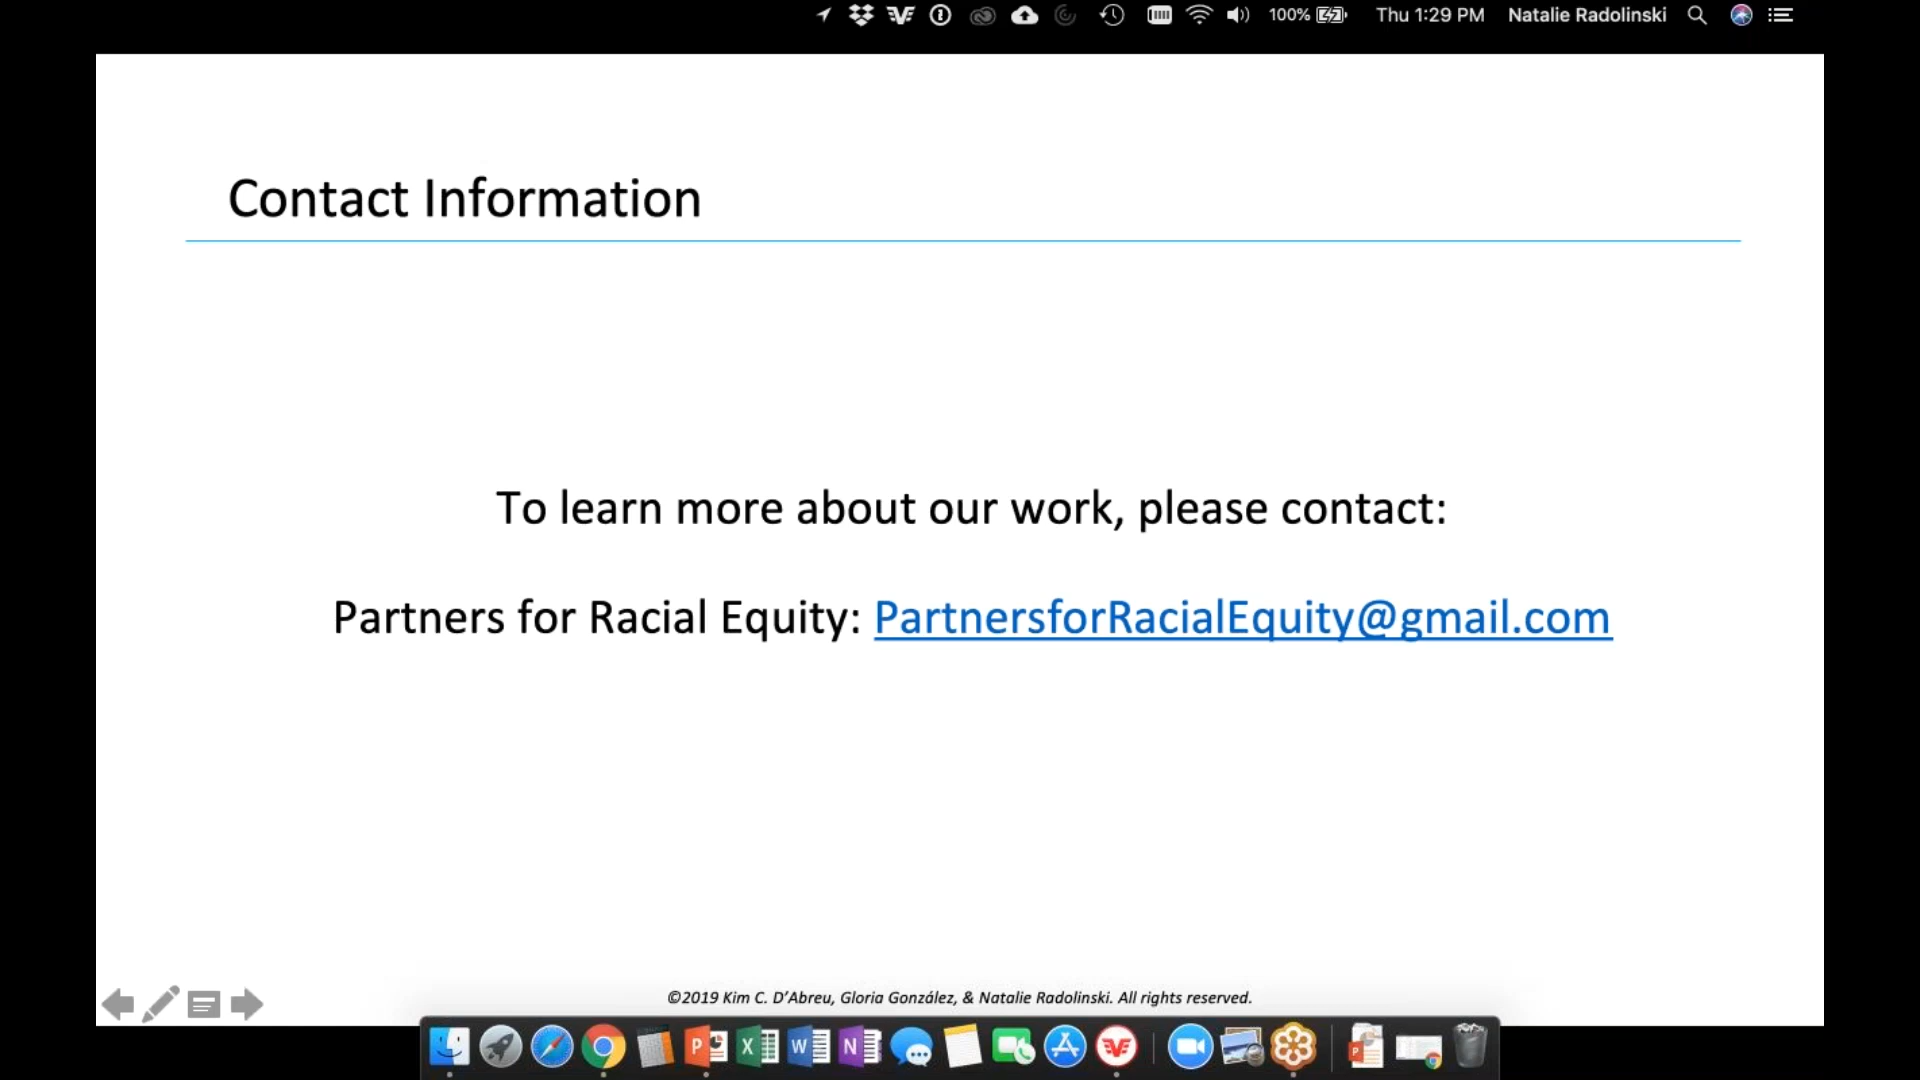 100% Thu 1:29 PM Natalie Radolinski
Contact Information
To learn more about our work, please contact:
Partners for Racial Equity: PartnersforRacialEquity@gmail.com
©2019 Kim C. D'Abreu, Gloria González, & Natalie Radolinski. All rights reserved.